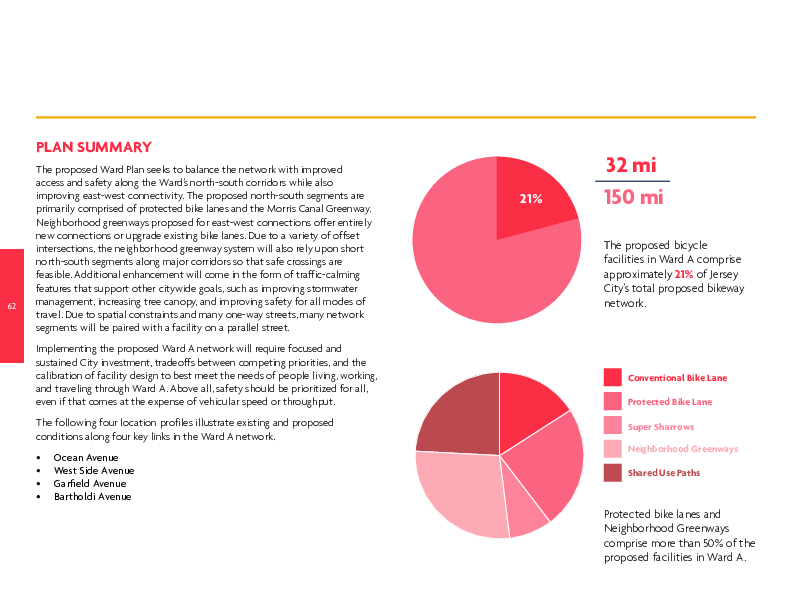 PLAN SUMMARY
The proposed Ward Plan seeks to balance the network with improved
access and safety along the Ward's north-south corridors while also
improving east-west connectivity. The proposed north-south segments are
primarily comprised of protected bike lanes and the Morris Canal Greenway.
Neighborhood greenways proposed for east-west connections offer entirely
new connections or upgrade existing bike lanes. Due to a variety of offset
intersections, the neighborhood greenway system will also rely upon short
north-south segments along major corridors so that safe crossings are
feasible. Additional enhancement will come in the form of traffic-calming
features that support other citywide goals, such as improving stormwater
management, increasing tree canopy, and improving safety for all modes of
travel. Due to spatial constraints and many one-way streets, many network
segments will be paired with a facility on a parallel street.
Implementing the proposed Ward A network will require focused and
sustained City investment, tradeoffs between competing priorities, and the
calibration of facility design to best meet the needs of people living, working,
and traveling through Ward A. Above all, safety should be prioritized for all,
even if that comes at the expense of vehicular speed or throughput.
The following four location profiles illustrate existing and proposed
conditions along four key links in the Ward A network.
• Ocean Avenue
• West Side Avenue
• Garfield Avenue
• Bartholdi Avenue
62
21%
32 mi
150 mi
The proposed bicycle
facilities in Ward A comprise
approximately 21% of Jersey
City's total proposed bikeway
network.
Conventional Bike Lane
Protected Bike Lane
Super Sharrows
Neighborhood Greenways
Shared Use Paths
Protected bike lanes and
Neighborhood Greenways
comprise more than 50% of the
proposed facilities in Ward A.